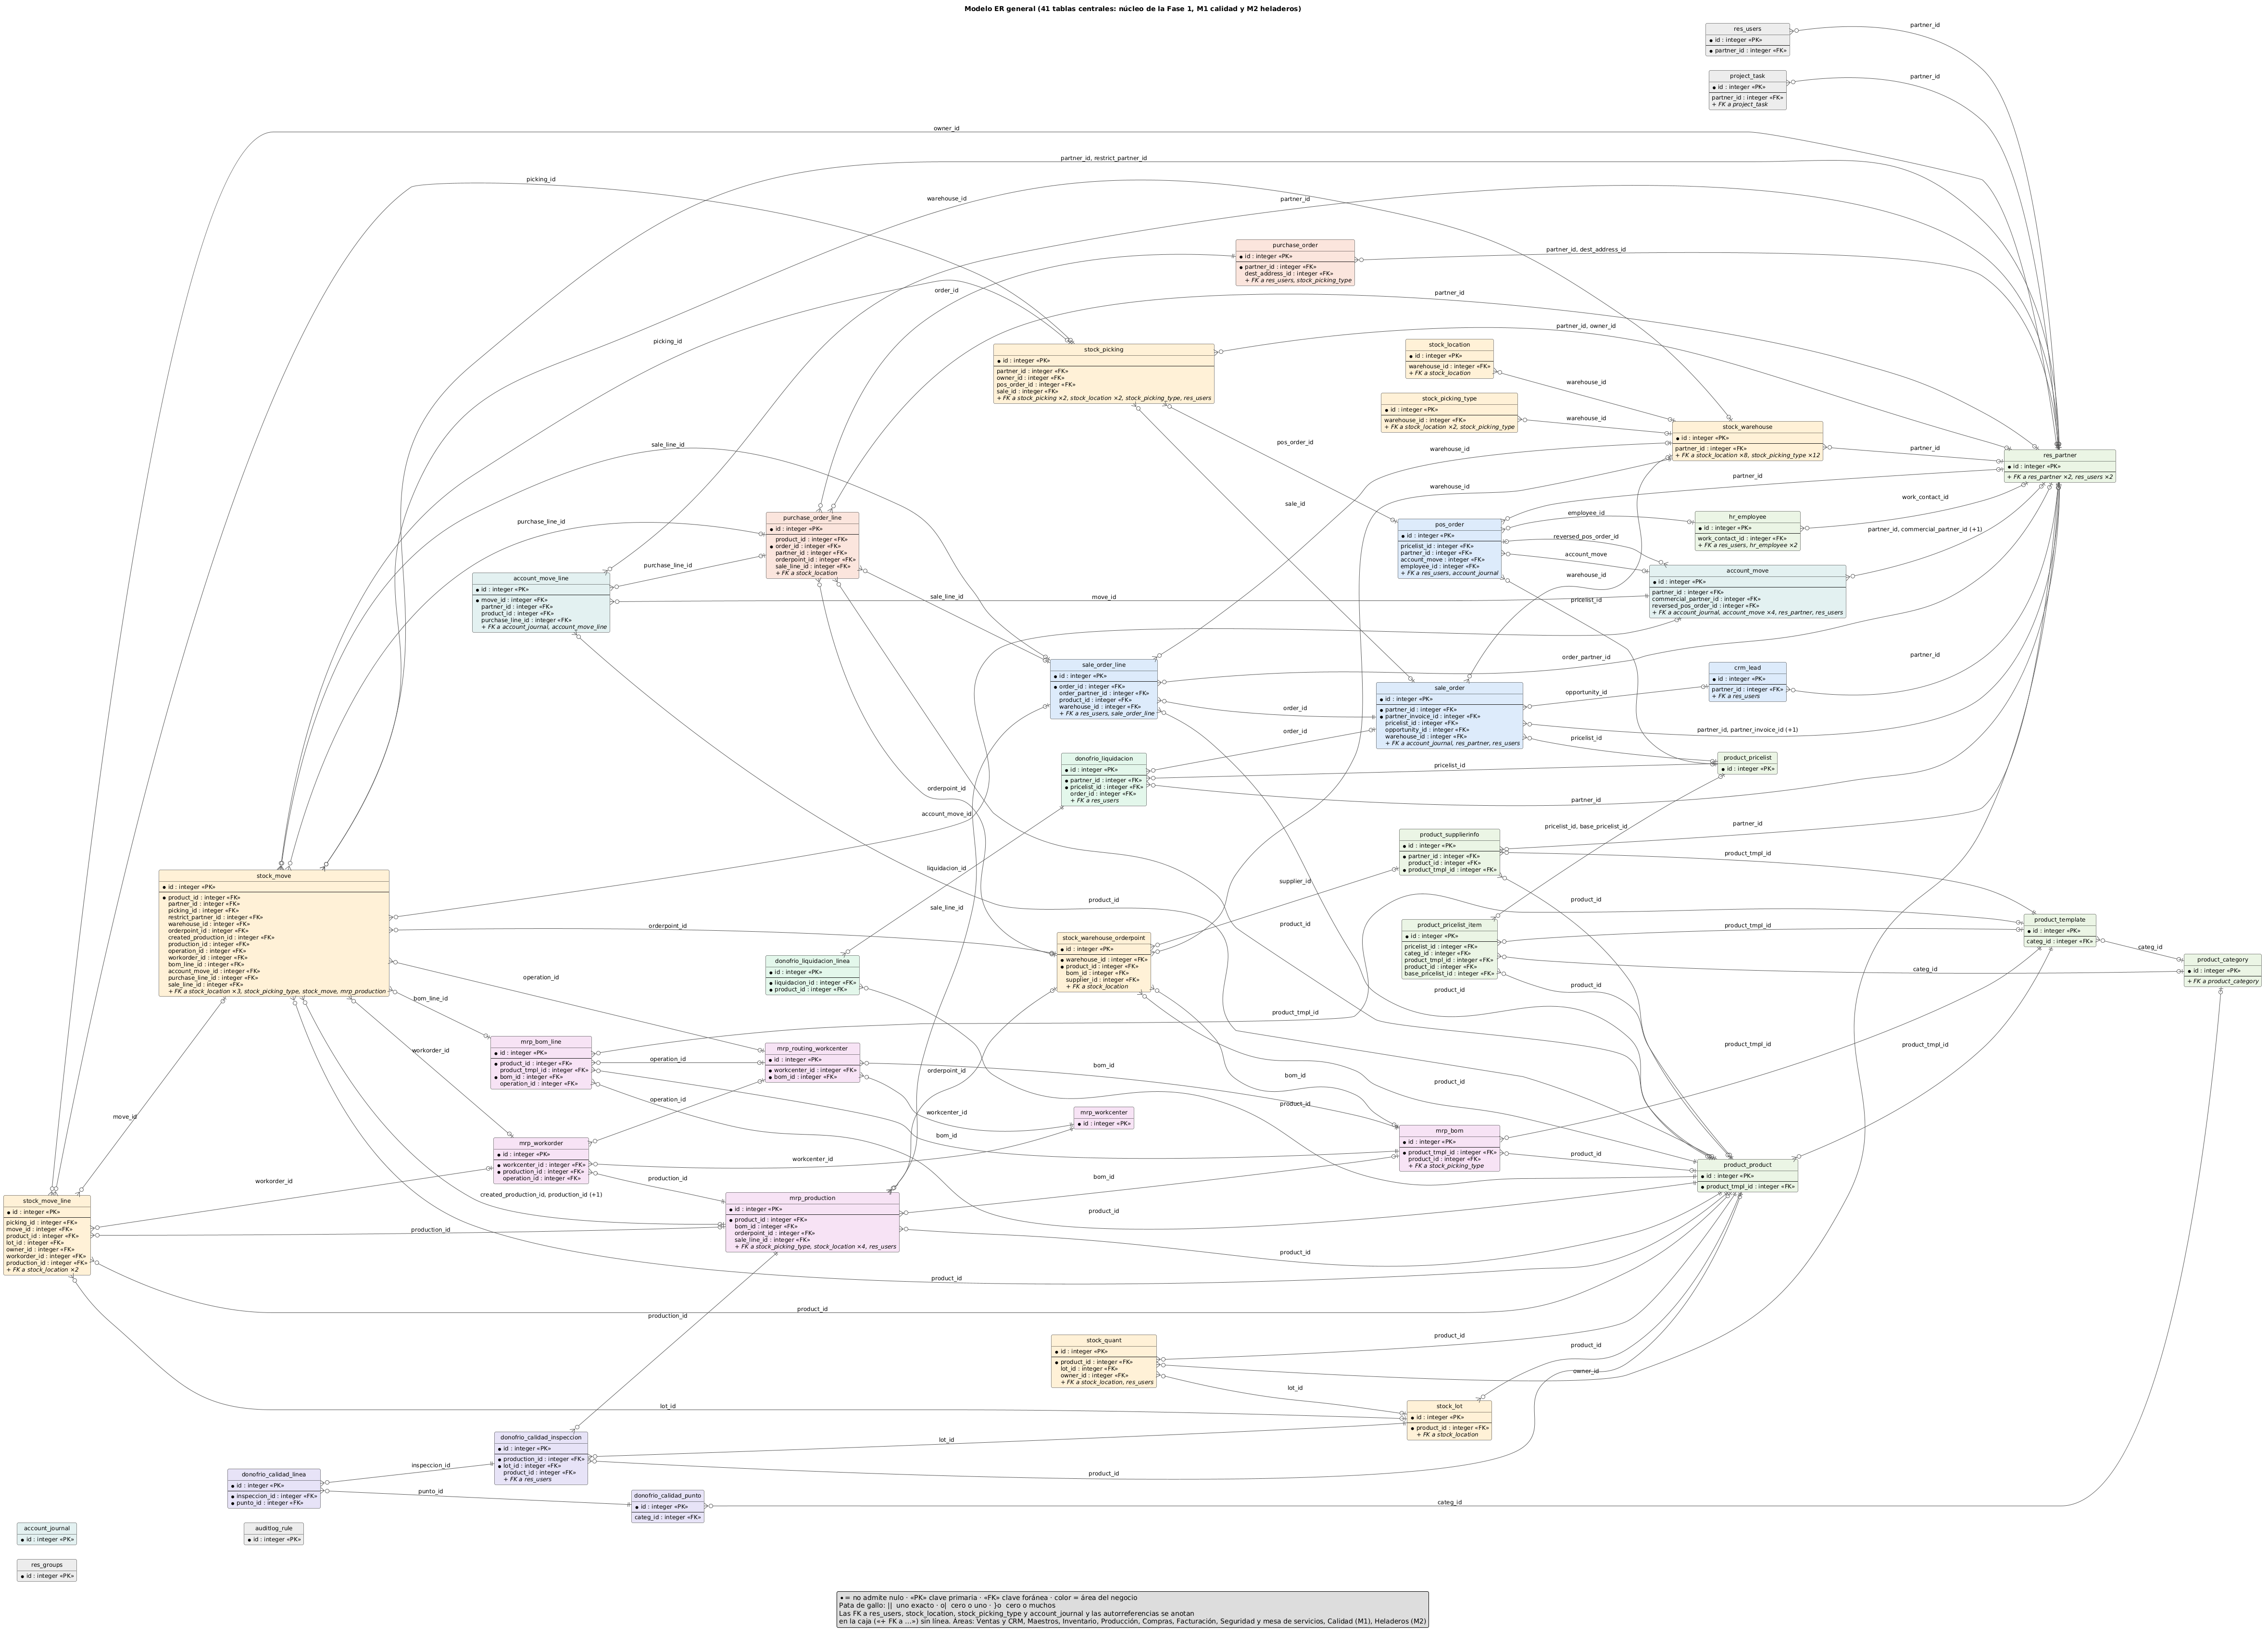 Modelo ER general (41 tablas centrales: núcleo de la Fase 1, M1 calidad y M2 heladeros)
res_users
• id : integer «PK»
• partner_id : integer «FK»
partner_id
project_task
• id : integer «PK»
partner_id : integer «FK»
+ FK a project_task
partner_id
owner_id
partner_id, restrict_partner_id
picking_id
warehouse_id
partner_id
purchase_order
• id : integer «PK»
• partner_id : integer «FK»
dest_address_id : integer «FK»
+ FK a res_users, stock_picking_type
partner_id, dest_address_id
order_id
partner_id
picking_id
stock_picking
• id : integer «PK»
partner_id : integer «FK»
owner_id : integer «FK»
pos_order_id : integer «FK»
sale_id : integer «FK»
+ FK a stock_picking ×2, stock_location ×2, stock_picking_type, res_users
partner_id, owner_id
stock_location
• id : integer «PK»
warehouse_id : integer «FK»
+ FK a stock_location
warehouse_id
stock_picking_type
• id : integer «PK»
warehouse_id : integer «FK»
+ FK a stock_location ×2, stock_picking_type
warehouse_id
stock_warehouse
• id : integer «PK»
partner_id : integer «FK»
+ FK a stock_location ×8, stock_picking_type ×12
partner_id
res_partner
• id : integer «PK»
+ FK a res_partner ×2, res_users ×2
sale_line_id
pos_order_id
warehouse_id
warehouse_id
partner_id
sale_id
purchase_line_id
purchase_order_line
• id : integer «PK»
product_id : integer «FK»
• order_id : integer «FK»
partner_id : integer «FK»
orderpoint_id : integer «FK»
sale_line_id : integer «FK»
+ FK a stock_location
pos_order
• id : integer «PK»
pricelist_id : integer «FK»
partner_id : integer «FK»
account_move : integer «FK»
employee_id : integer «FK»
+ FK a res_users, account_journal
employee_id
hr_employee
• id : integer «PK»
work_contact_id : integer «FK»
+ FK a res_users, hr_employee ×2
work_contact_id
partner_id, commercial_partner_id (+1)
reversed_pos_order_id
account_move
account_move
• id : integer «PK»
partner_id : integer «FK»
commercial_partner_id : integer «FK»
reversed_pos_order_id : integer «FK»
+ FK a account_journal, account_move ×4, res_partner, res_users
account_move_line
• id : integer «PK»
• move_id : integer «FK»
partner_id : integer «FK»
product_id : integer «FK»
purchase_line_id : integer «FK»
+ FK a account_journal, account_move_line
purchase_line_id
move_id
sale_line_id
warehouse_id
pricelist_id
sale_order_line
• id : integer «PK»
• order_id : integer «FK»
order_partner_id : integer «FK»
product_id : integer «FK»
warehouse_id : integer «FK»
+ FK a res_users, sale_order_line
order_partner_id
order_id
sale_order
• id : integer «PK»
• partner_id : integer «FK»
• partner_invoice_id : integer «FK»
pricelist_id : integer «FK»
opportunity_id : integer «FK»
warehouse_id : integer «FK»
+ FK a account_journal, res_partner, res_users
opportunity_id
crm_lead
• id : integer «PK»
partner_id : integer «FK»
+ FK a res_users
partner_id
partner_id, partner_invoice_id (+1)
pricelist_id
order_id
donofrio_liquidacion
• id : integer «PK»
• partner_id : integer «FK»
• pricelist_id : integer «FK»
order_id : integer «FK»
+ FK a res_users
pricelist_id
partner_id
product_pricelist
• id : integer «PK»
orderpoint_id
account_move_id
liquidacion_id
product_id
sale_line_id
supplier_id
product_id
pricelist_id, base_pricelist_id
product_supplierinfo
• id : integer «PK»
• partner_id : integer «FK»
product_id : integer «FK»
• product_tmpl_id : integer «FK»
partner_id
product_tmpl_id
product_id
stock_move
• id : integer «PK»
• product_id : integer «FK»
partner_id : integer «FK»
picking_id : integer «FK»
restrict_partner_id : integer «FK»
warehouse_id : integer «FK»
orderpoint_id : integer «FK»
created_production_id : integer «FK»
production_id : integer «FK»
operation_id : integer «FK»
workorder_id : integer «FK»
bom_line_id : integer «FK»
account_move_id : integer «FK»
purchase_line_id : integer «FK»
sale_line_id : integer «FK»
+ FK a stock_location ×3, stock_picking_type, stock_move, mrp_production
orderpoint_id
donofrio_liquidacion_linea
• id : integer «PK»
• liquidacion_id : integer «FK»
• product_id : integer «FK»
stock_warehouse_orderpoint
• id : integer «PK»
• warehouse_id : integer «FK»
• product_id : integer «FK»
bom_id : integer «FK»
supplier_id : integer «FK»
+ FK a stock_location
product_pricelist_item
• id : integer «PK»
pricelist_id : integer «FK»
categ_id : integer «FK»
product_tmpl_id : integer «FK»
product_id : integer «FK»
base_pricelist_id : integer «FK»
product_tmpl_id
categ_id
product_id
product_template
• id : integer «PK»
categ_id : integer «FK»
categ_id
product_category
• id : integer «PK»
+ FK a product_category
operation_id
bom_line_id
product_id
product_tmpl_id
mrp_bom_line
• id : integer «PK»
• product_id : integer «FK»
product_tmpl_id : integer «FK»
• bom_id : integer «FK»
operation_id : integer «FK»
operation_id
mrp_routing_workcenter
• id : integer «PK»
• workcenter_id : integer «FK»
• bom_id : integer «FK»
workorder_id
orderpoint_id
bom_id
bom_id
product_tmpl_id
product_tmpl_id
product_id
operation_id
workcenter_id
product_id
mrp_workcenter
• id : integer «PK»
move_id
bom_id
mrp_bom
• id : integer «PK»
• product_tmpl_id : integer «FK»
product_id : integer «FK»
+ FK a stock_picking_type
product_id
mrp_workorder
• id : integer «PK»
• workcenter_id : integer «FK»
• production_id : integer «FK»
operation_id : integer «FK»
workcenter_id
production_id
bom_id
product_product
• id : integer «PK»
• product_tmpl_id : integer «FK»
workorder_id
created_production_id, production_id (+1)
mrp_production
• id : integer «PK»
• product_id : integer «FK»
bom_id : integer «FK»
orderpoint_id : integer «FK»
sale_line_id : integer «FK»
+ FK a stock_picking_type, stock_location ×4, res_users
product_id
stock_move_line
• id : integer «PK»
picking_id : integer «FK»
move_id : integer «FK»
product_id : integer «FK»
lot_id : integer «FK»
owner_id : integer «FK»
workorder_id : integer «FK»
production_id : integer «FK»
+ FK a stock_location ×2
production_id
product_id
product_id
product_id
production_id
stock_quant
• id : integer «PK»
• product_id : integer «FK»
lot_id : integer «FK»
owner_id : integer «FK»
+ FK a stock_location, res_users
product_id
product_id
owner_id
lot_id
lot_id
stock_lot
• id : integer «PK»
• product_id : integer «FK»
+ FK a stock_location
donofrio_calidad_inspeccion
• id : integer «PK»
• production_id : integer «FK»
• lot_id : integer «FK»
product_id : integer «FK»
+ FK a res_users
lot_id
product_id
donofrio_calidad_linea
• id : integer «PK»
• inspeccion_id : integer «FK»
• punto_id : integer «FK»
inspeccion_id
punto_id
donofrio_calidad_punto
• id : integer «PK»
categ_id : integer «FK»
categ_id
account_journal
• id : integer «PK»
auditlog_rule
• id : integer «PK»
res_groups
• id : integer «PK»
• = no admite nulo · «PK» clave primaria · «FK» clave foránea · color = área del negocio
Pata de gallo: || uno exacto · o| cero o uno · }o cero o muchos
Las FK a res_users, stock_location, stock_picking_type y account_journal y las autorreferencias se anotan
en la caja («+ FK a ...») sin línea. Áreas: Ventas y CRM, Maestros, Inventario, Producción, Compras, Facturación, Seguridad y mesa de servicios, Calidad (M1), Heladeros (M2)